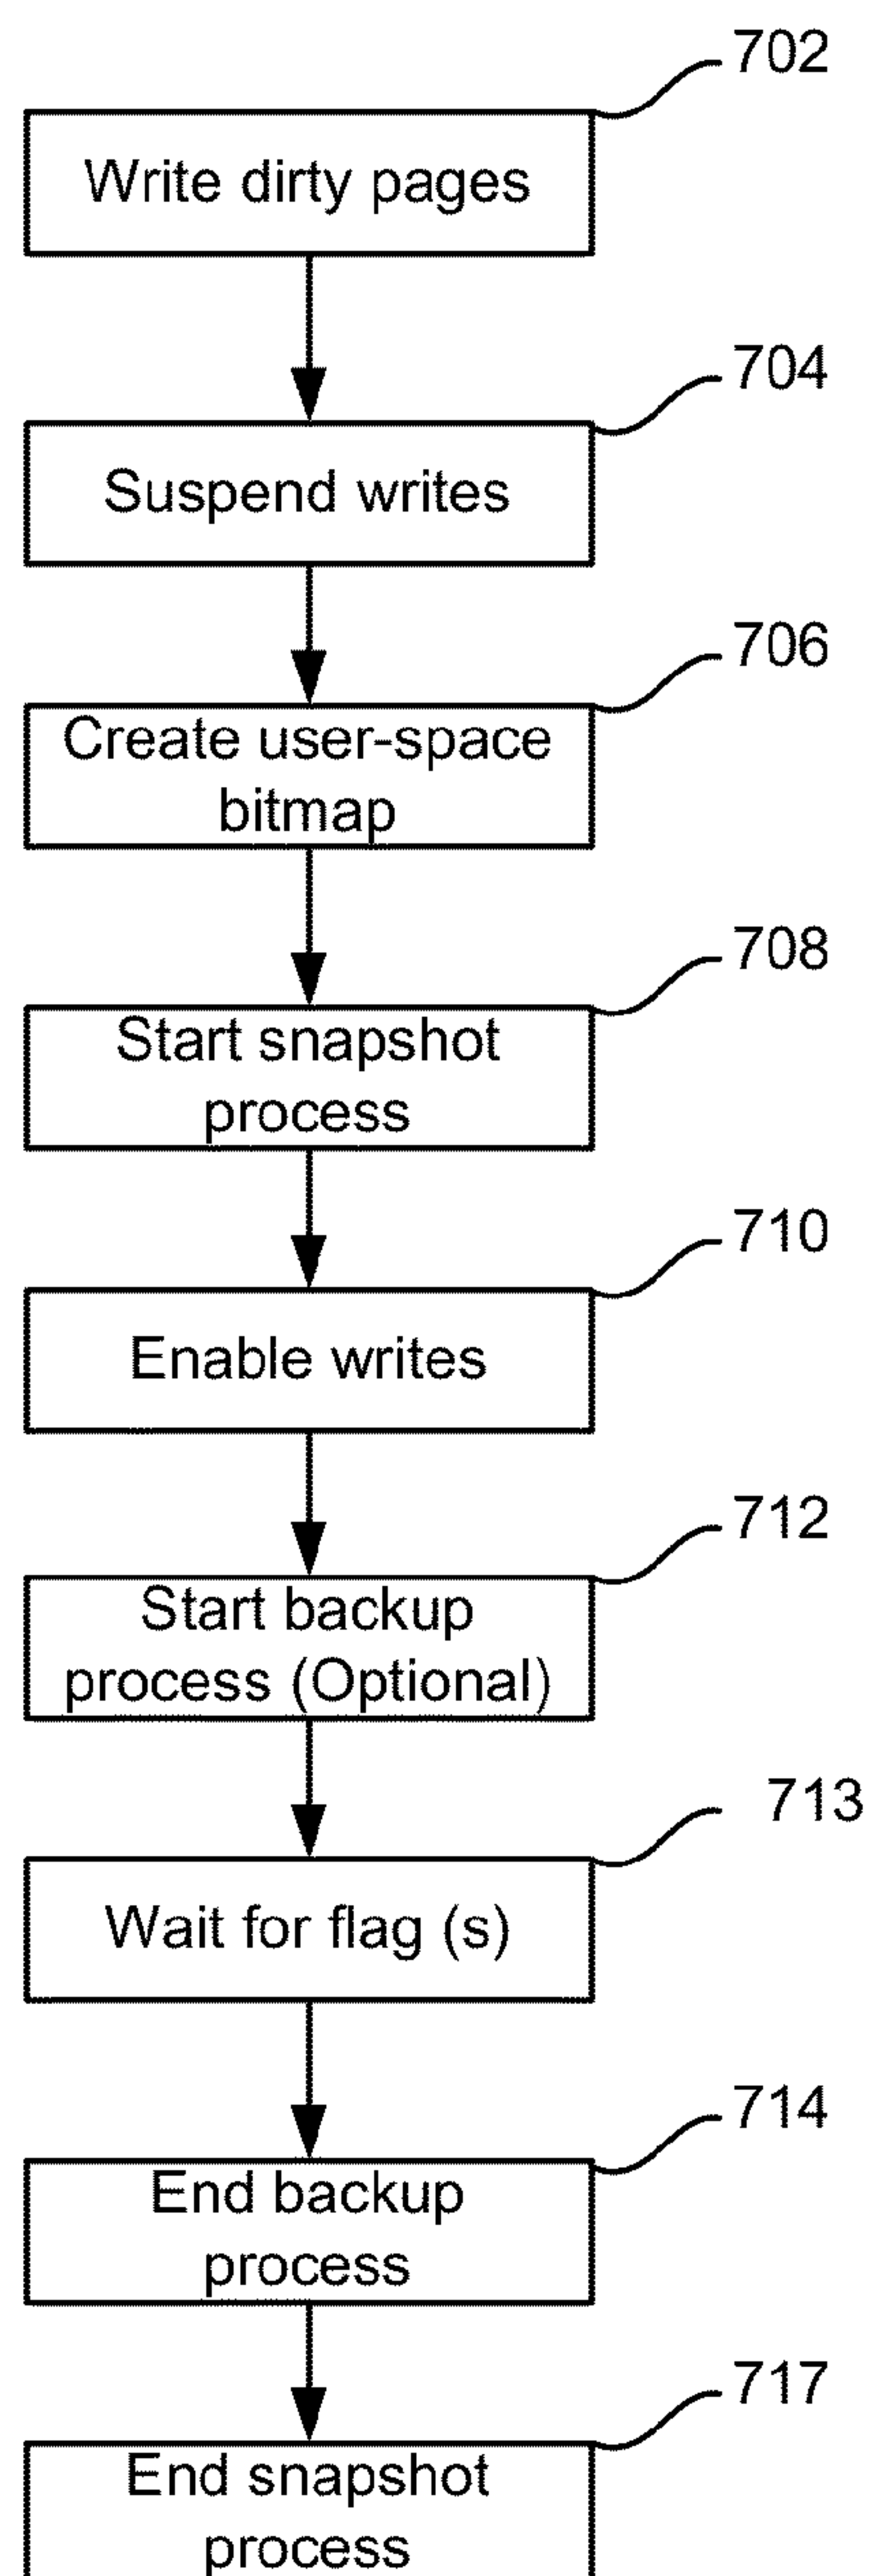 702
Write dirty pages
704
Suspend writes
706
Create user-space
bitmap
708
Start snapshot
process
710
Enable writes
712
Start backup
process (Optional)
713
Wait for flag (s)
714
End backup
process
717
End snapshot
process